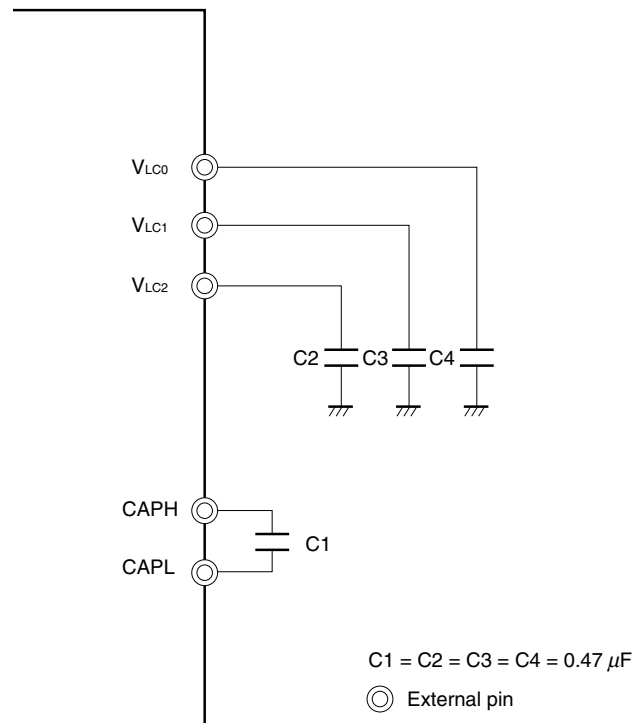 VLC0
VLC1
VLC2
C2 C3 C4
CAPH
C1
CAPL
C1 = C2 = C3 = C4 = 0.47 μF
External pin